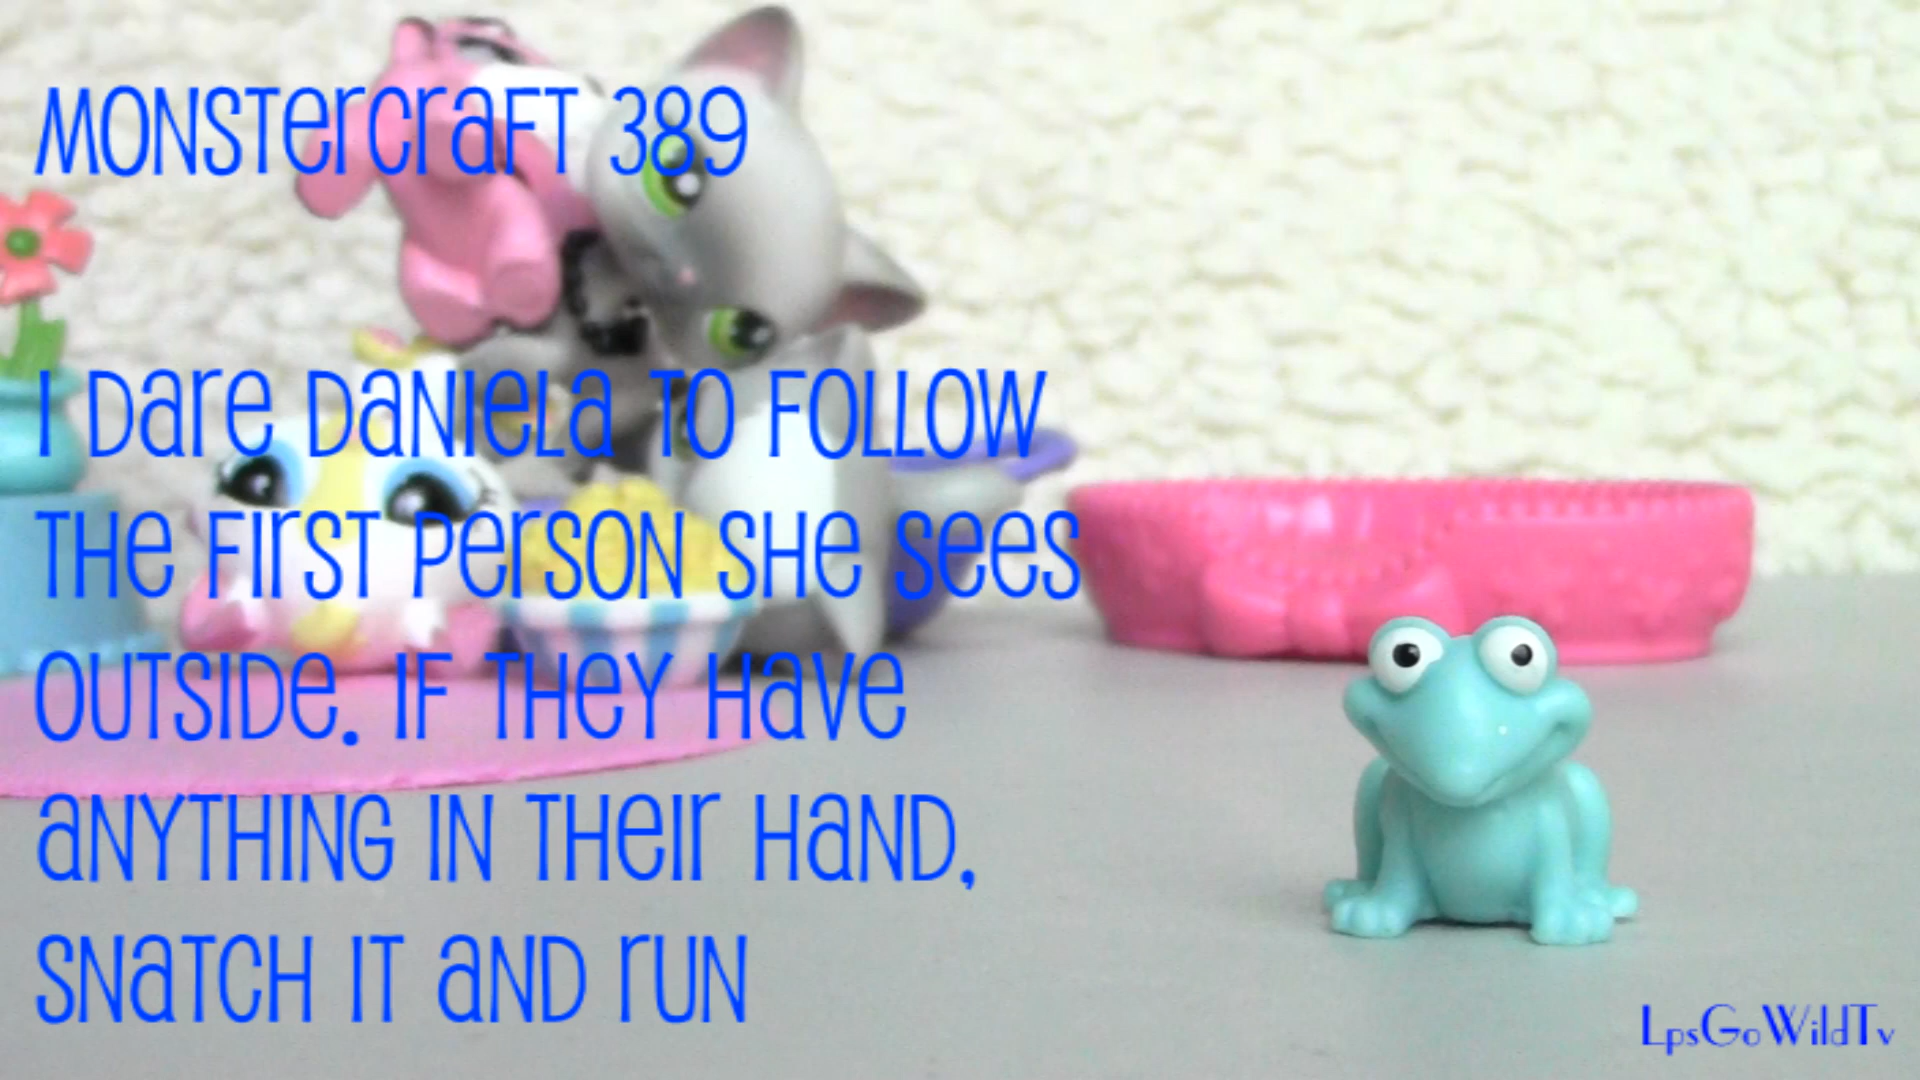 Monstercraft 389
I dare Daniela to follow
the first person she sees
outside. If they have
anything in their hand,
snatch it and run
LpsGoWildTv